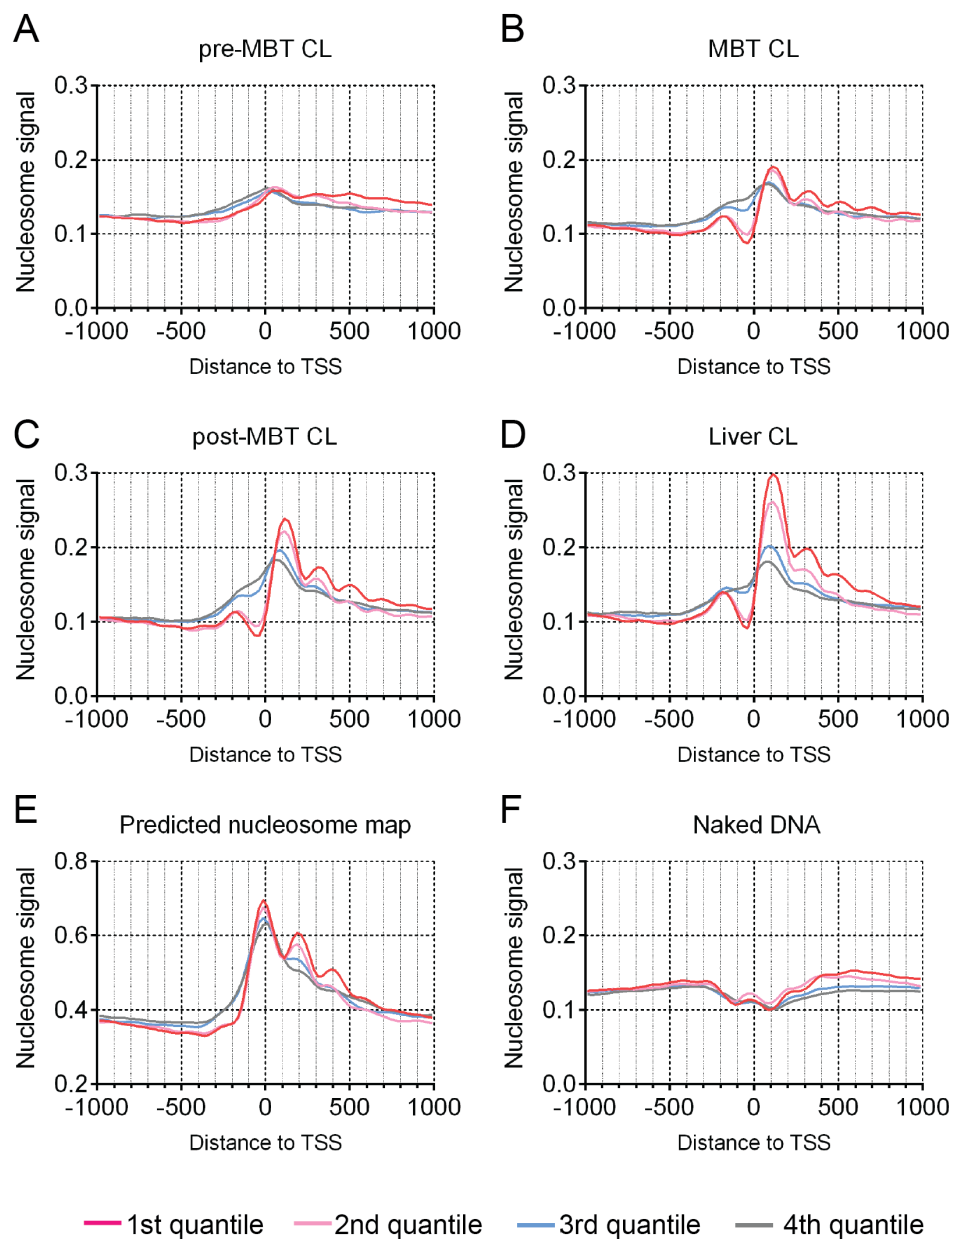 A
pre-MBT CL
Nucleosome signal
0.3
0.2
0.1
0.0
-1000 -500 0 500 1000
Distance to TSS
B
MBT CL
Nucleosome signal
0.3
0.2
0.1
0.0
-1000 -500 0 500 1000
Distance to TSS
C
post-MBT CL
Nucleosome signal
0.3
0.2
0.1
0.0
-1000 -500 0 500 1000
Distance to TSS
D
Liver CL
Nucleosome signal
0.3
0.2
0.1
0.0
-1000 -500 0 500 1000
Distance to TSS
E
Predicted nucleosome map
Nucleosome signal
0.8
0.6
0.4
0.2
-1000 -500 0 500 1000
Distance to TSS
F
Naked DNA
Nucleosome signal
0.3
0.2
0.1
0.0
-1000 -500 0 500 1000
Distance to TSS
1st quantile 2nd quantile 3rd quantile 4th quantile